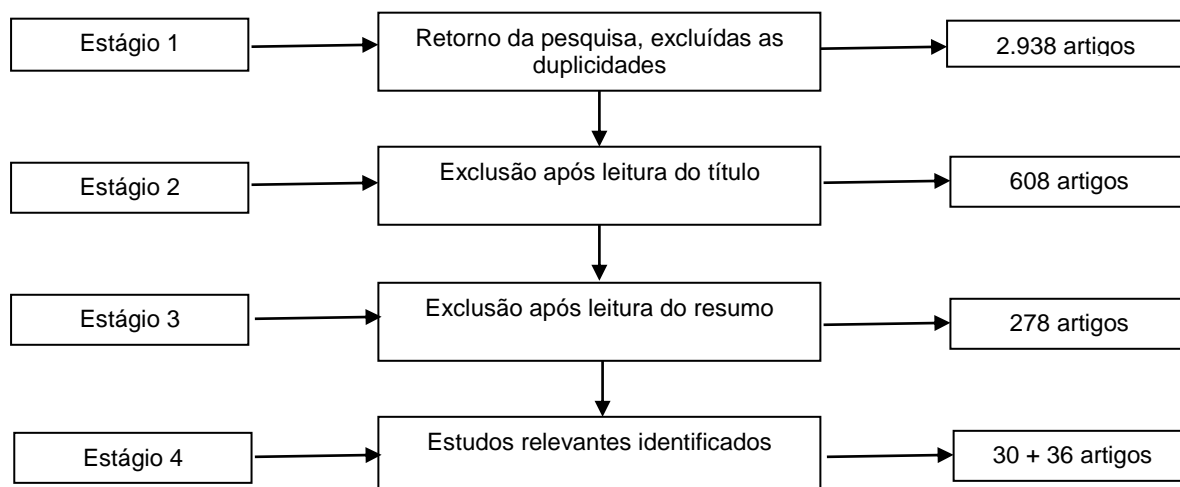 Estágio 1
Retorno da pesquisa, excluídas as
duplicidades
2.938 artigos
Estágio 2
Exclusão após leitura do título
608 artigos
Estágio 3
Exclusão após leitura do resumo
278 artigos
Estágio 4
Estudos relevantes identificados
30 + 36 artigos